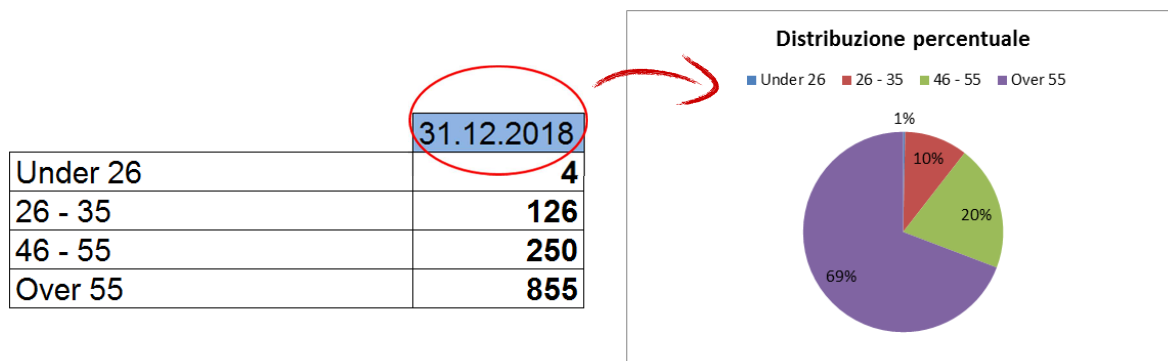 31.12.2018
Under 26 4
26 - 35 126
46 - 55 250
Over 55 855
Distribuzione percentuale
Under 26 26 - 35 46 - 55 Over 55
1%
10%
20%
69%